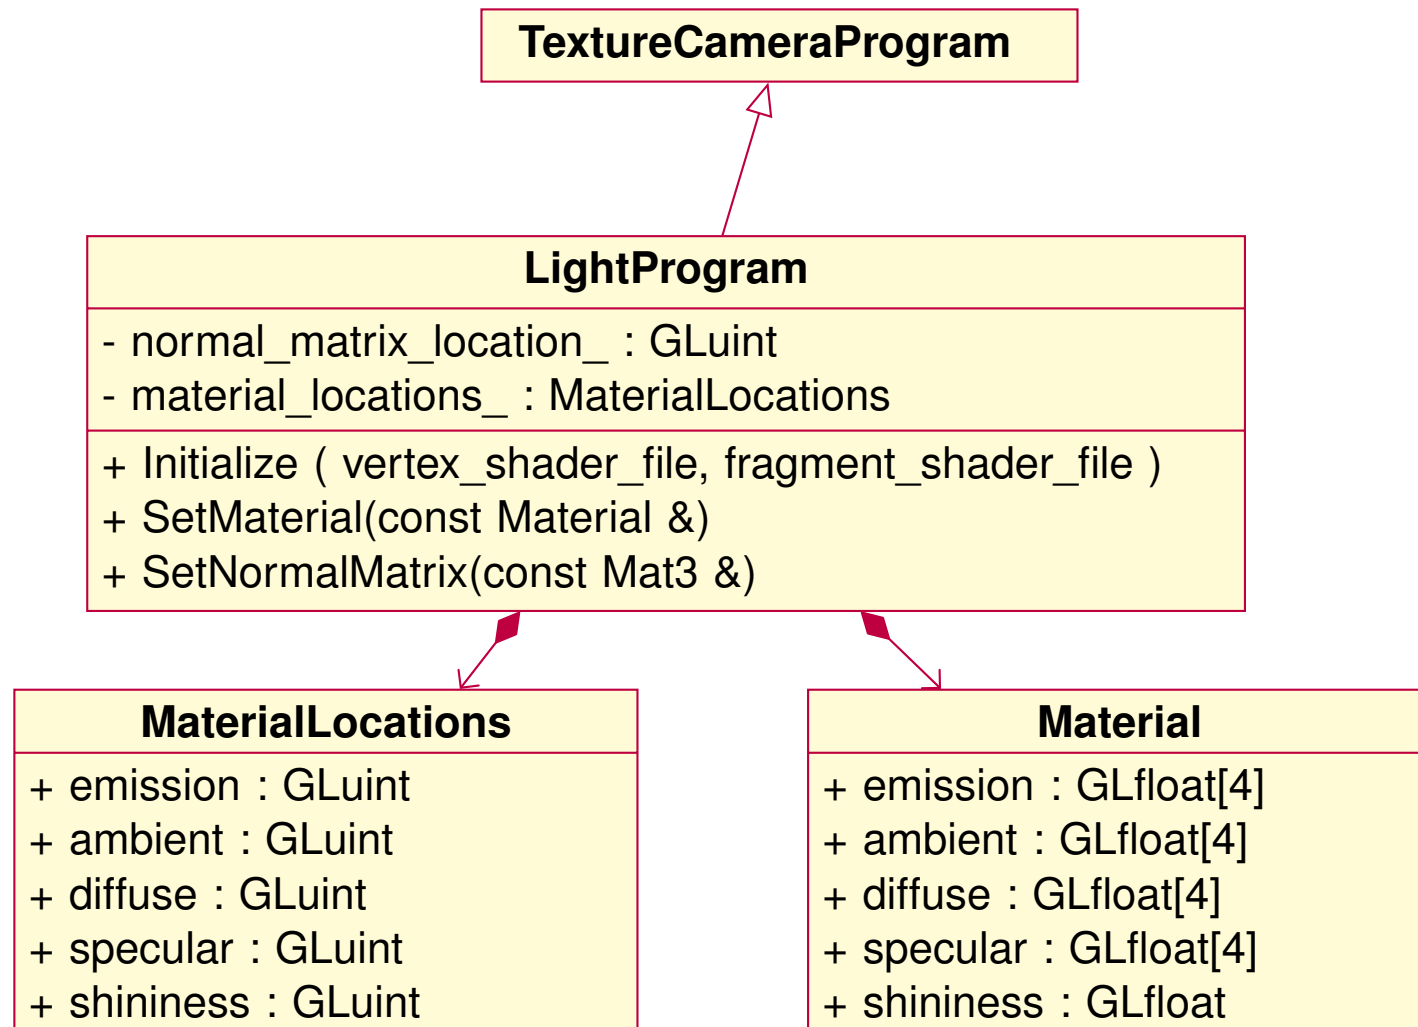 TextureCameraProgram
LightProgram
- normal_matrix_location_ : GLuint
- material_locations_ : MaterialLocations
+ Initialize ( vertex_shader_file, fragment_shader_file )
+ SetMaterial(const Material &)
+ SetNormalMatrix(const Mat3 &)
MaterialLocations
+ emission : GLuint
+ ambient : GLuint
+ diffuse : GLuint
+ specular : GLuint
+ shininess : GLuint
Material
+ emission : GLfloat[4]
+ ambient : GLfloat[4]
+ diffuse : GLfloat[4]
+ specular : GLfloat[4]
+ shininess : GLfloat